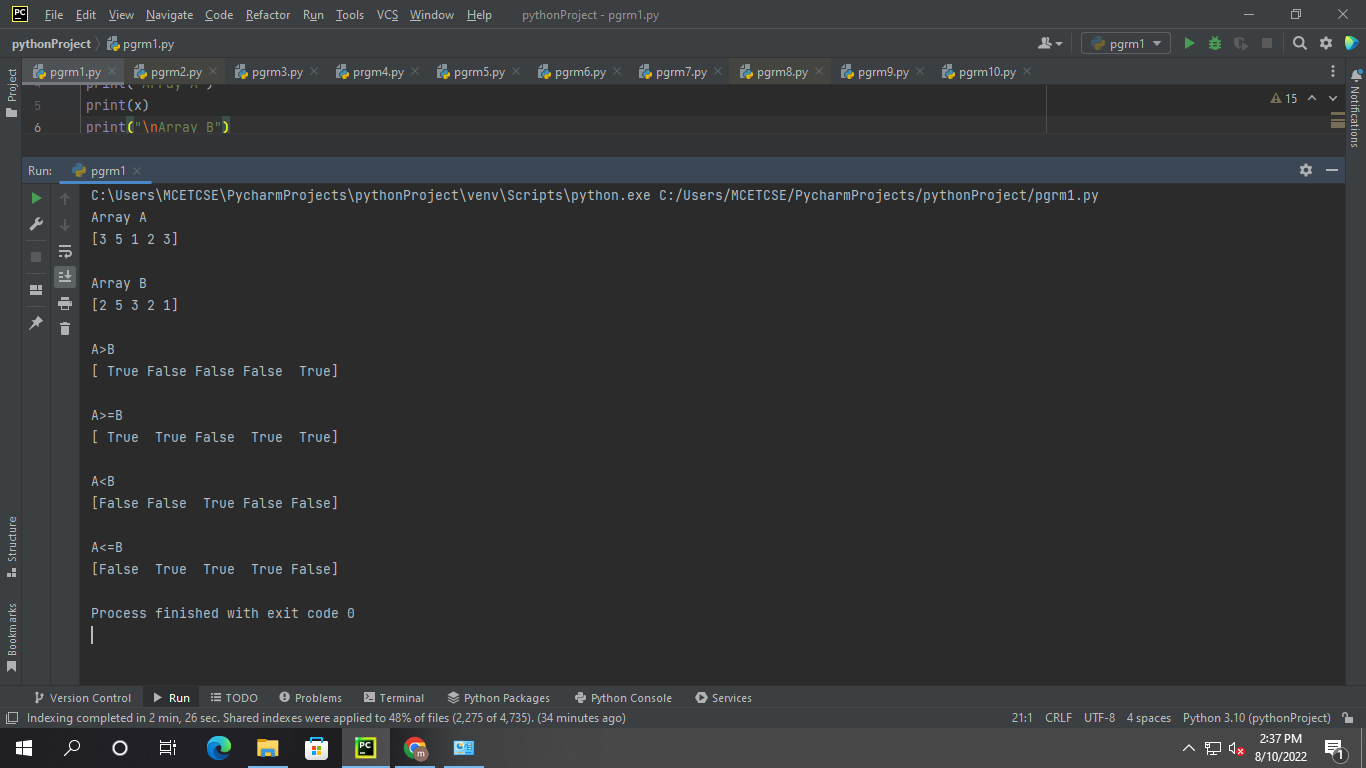 PC File Edit View Navigate Code Refactor Run Tools VCS Window Help pythonProject - pgrm1.py
pythonProject pgrm1.py pgrm1
Project
pgrm1.py pgrm2.py pgrm3.py prgm4.py pgrm5.py pgrm6.py pgrm7.py pgrm8.py pgrm9.py pgrm10.py
Notifications
4 print("Array A")
5 print(x) 15
6 print("\nArray B")
Run: pgrm1
C:\Users\MCETCSE\PycharmProjects\pythonProject\venv\Scripts\python.exe C:/Users/MCETCSE/PycharmProjects/pythonProject/pgrm1.py
Array A
[3 5 1 2 3]
Array B
[2 5 3 2 1]
A>B
[ True False False False  True]
A>=B
[ True  True False  True  True]
A<B
[False False  True False False]
A<=B
[False  True  True  True False]
Process finished with exit code 0
Structure
Bookmarks
Version Control Run TODO Problems Terminal Python Packages Python Console Services
Indexing completed in 2 min, 26 sec. Shared indexes were applied to 48% of files (2,275 of 4,735). (34 minutes ago) 21:1 CRLF UTF-8 4 spaces Python 3.10 (pythonProject)
PC m 2:37 PM
8/10/2022 1